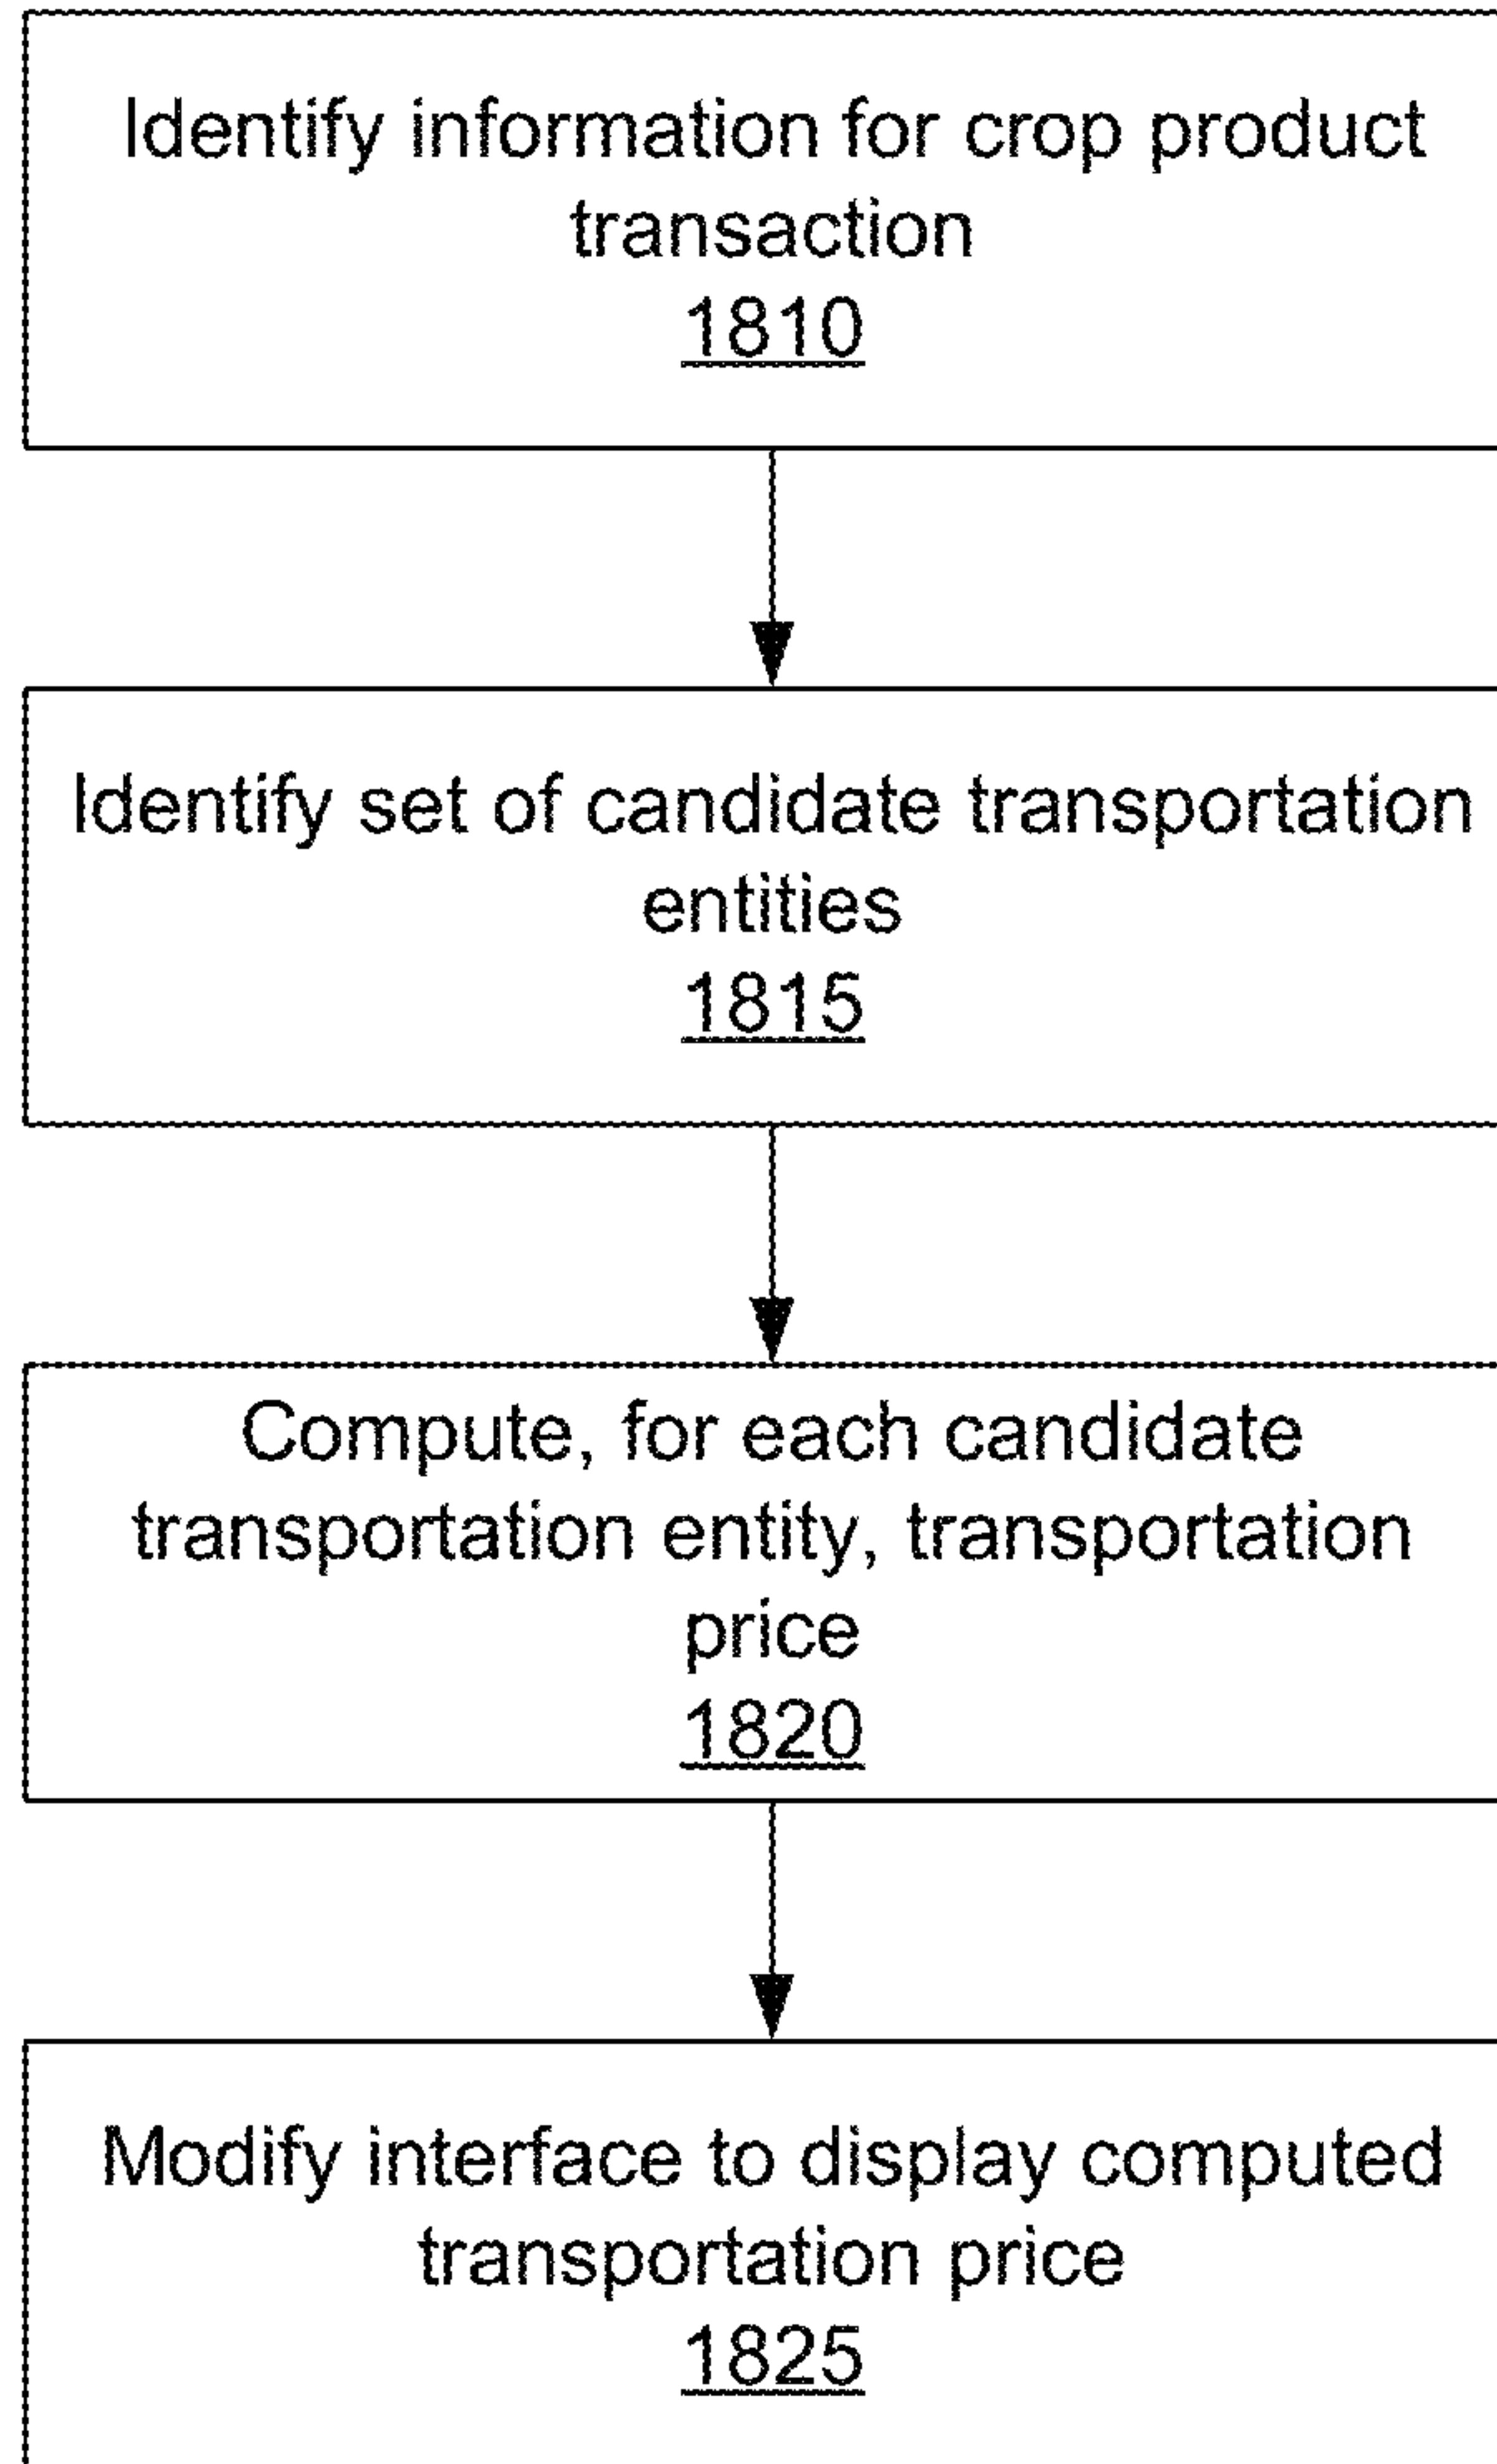 Identify information for crop product
transaction
1810
Identify set of candidate transportation
entities
1815
Compute, for each candidate
transportation entity, transportation
price
1820
Modify interface to display computed
transportation price
1825